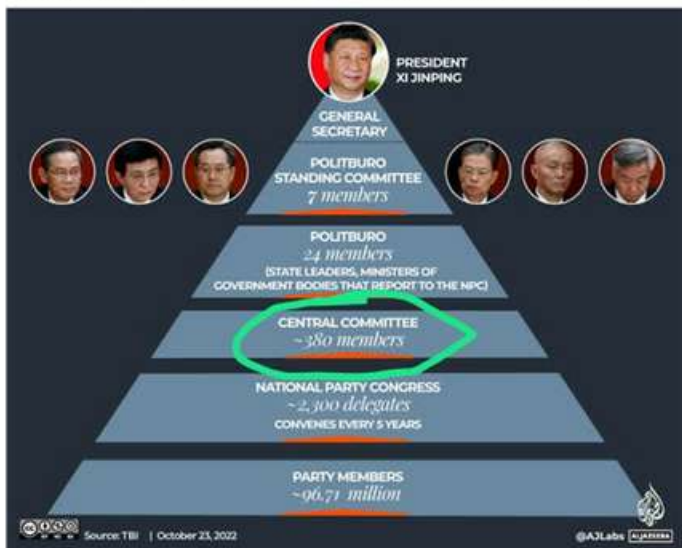 PRESIDENT
XI JINPING
GENERAL
SECRETARY
POLITBURO
STANDING COMMITTEE
7 members
POLITBURO
24 members
(STATE LEADERS, MINISTERS OF
GOVERNMENT BODIES THAT REPORT TO THE NPC)
CENTRAL COMMITTEE
~380 members
NATIONAL PARTY CONGRESS
~2,300 delegates
CONVENES EVERY 5 YEARS
PARTY MEMBERS
~96.71 million
Source: TBI | October 23, 2022
@AJLabs ALJAZEERA